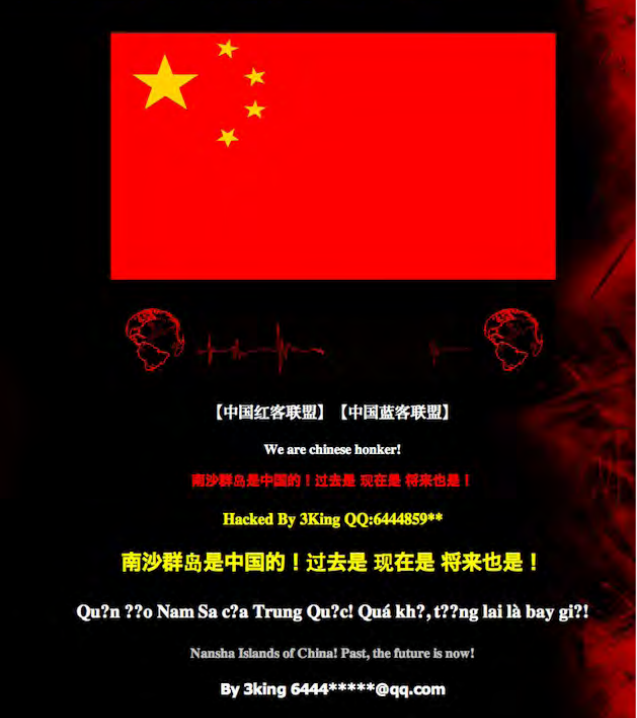 【中国红客联盟】【中国蓝客联盟】
We are chinese honker!
南沙群岛是中国的！过去是 现在是 将来也是！
Hacked By 3King QQ:6444859**
南沙群岛是中国的！过去是 现在是 将来也是！
Qu?n ??o Nam Sa c?a Trung Qu?c! Quá kh?, t??ng lai là bay gi?!
Nansha Islands of China! Past, the future is now!
By 3king 6444*****@qq.com